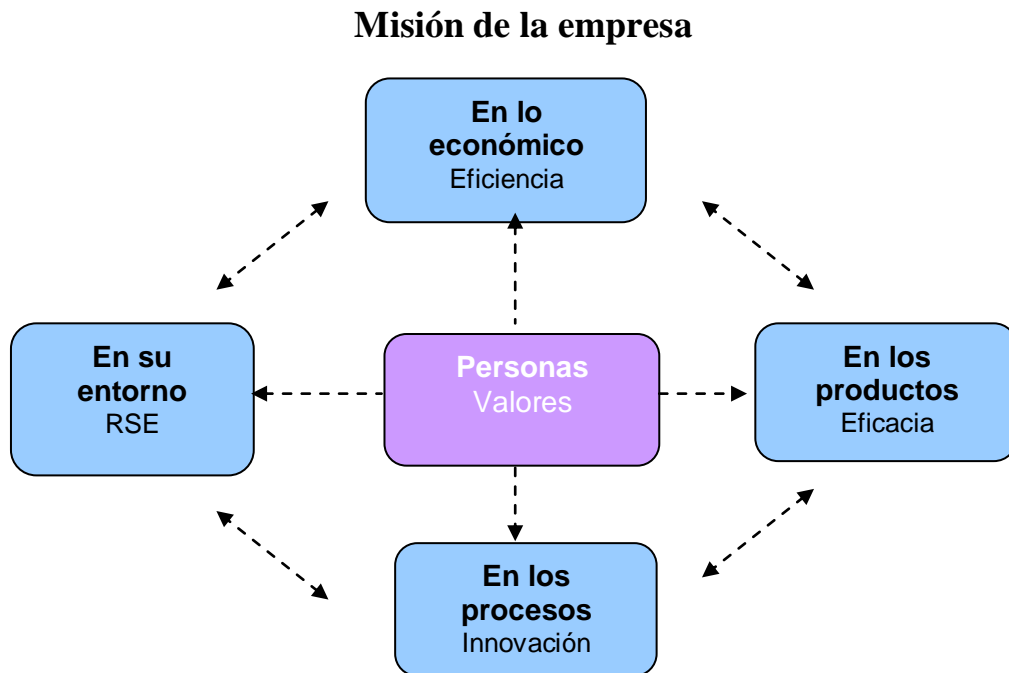 Misión de la empresa
En lo
económico
Eficiencia
En su
entorno
RSE
Personas
Valores
En los
productos
Eficacia
En los
procesos
Innovación